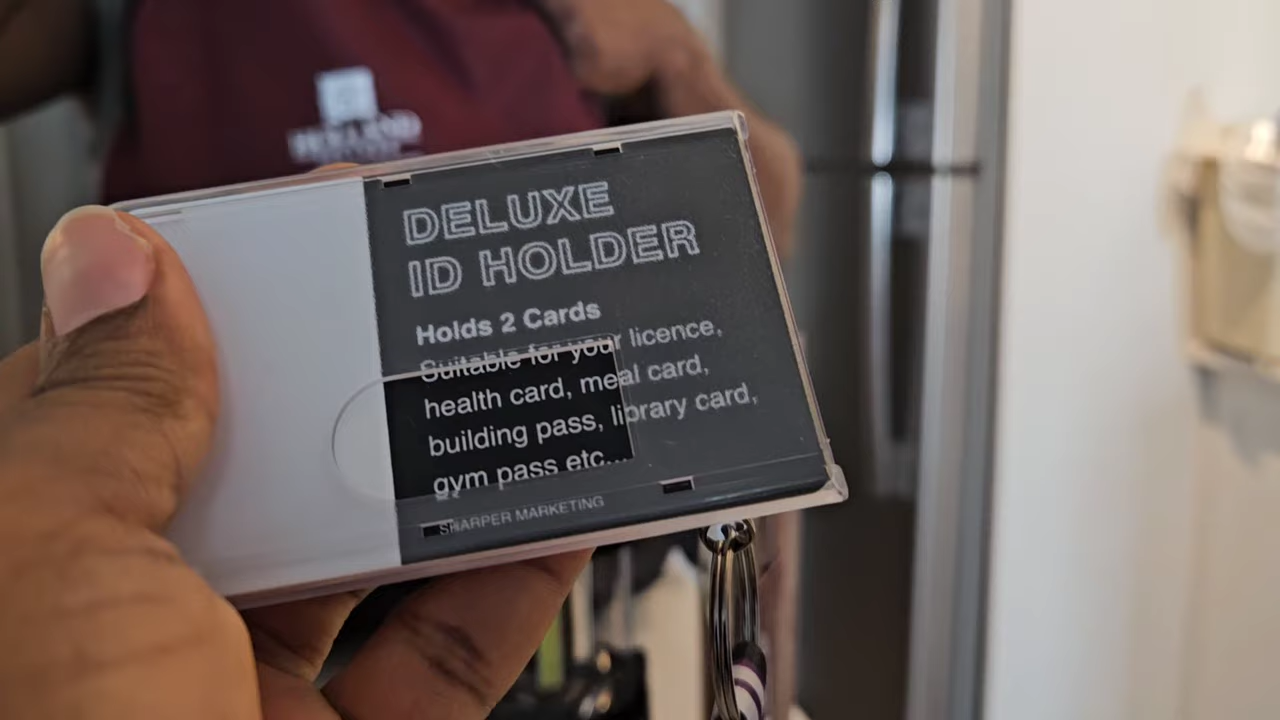 DELUXE
ID HOLDER
Holds 2 Cards
Suitable for your licence,
health card, meal card,
building pass, library card,
gym pass etc...
SHARPER MARKETING